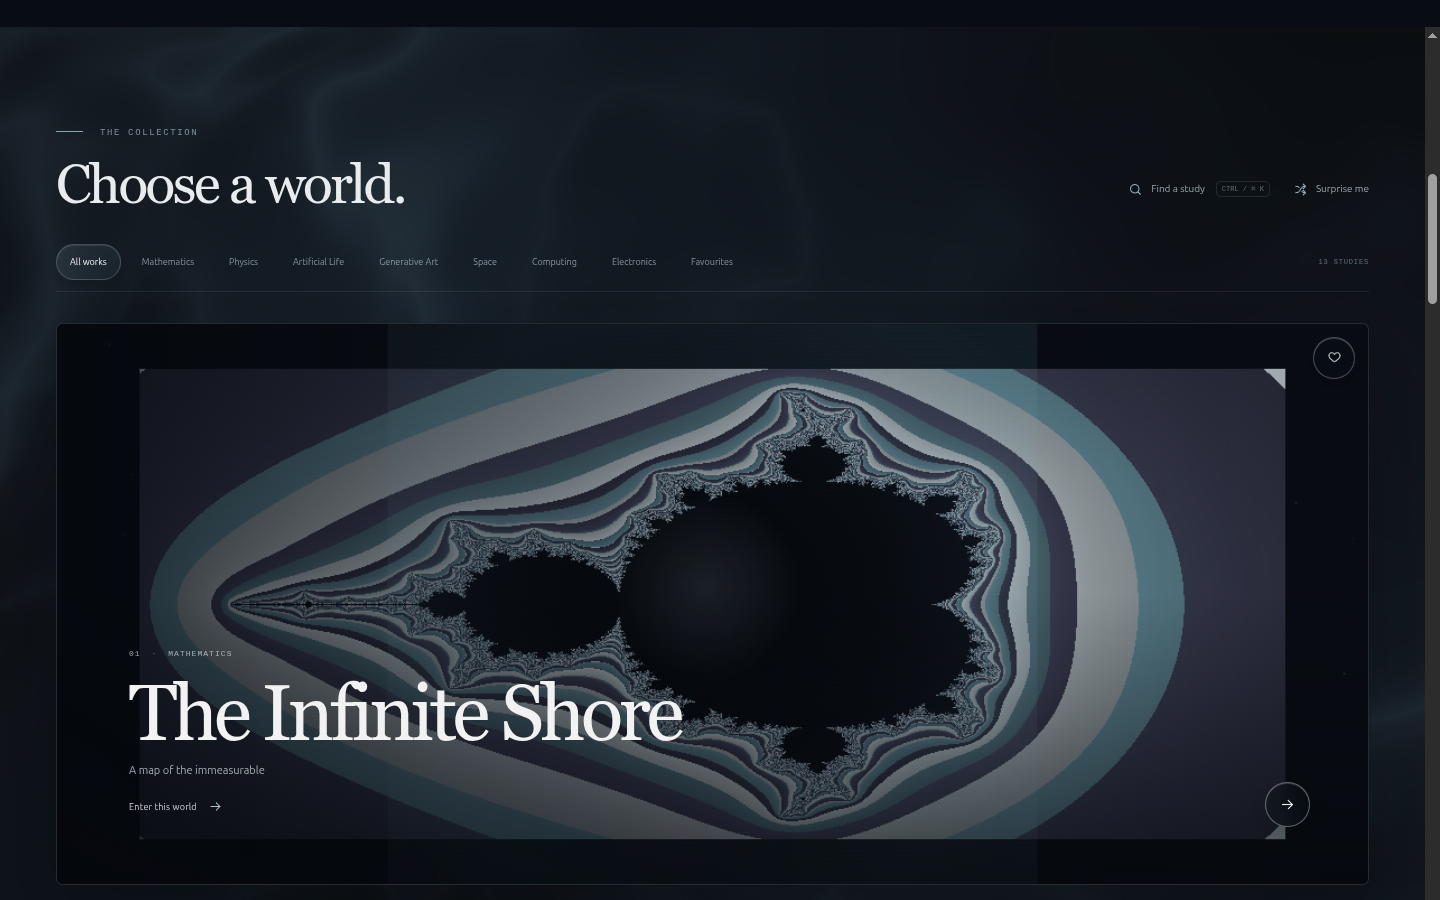 THE COLLECTION
Choose a world.
Find a study CTRL / ⌘ K Surprise me
All works Mathematics Physics Artificial Life Generative Art Space Computing Electronics Favourites 13 STUDIES
01 · MATHEMATICS
The Infinite Shore
A map of the immeasurable
Enter this world →